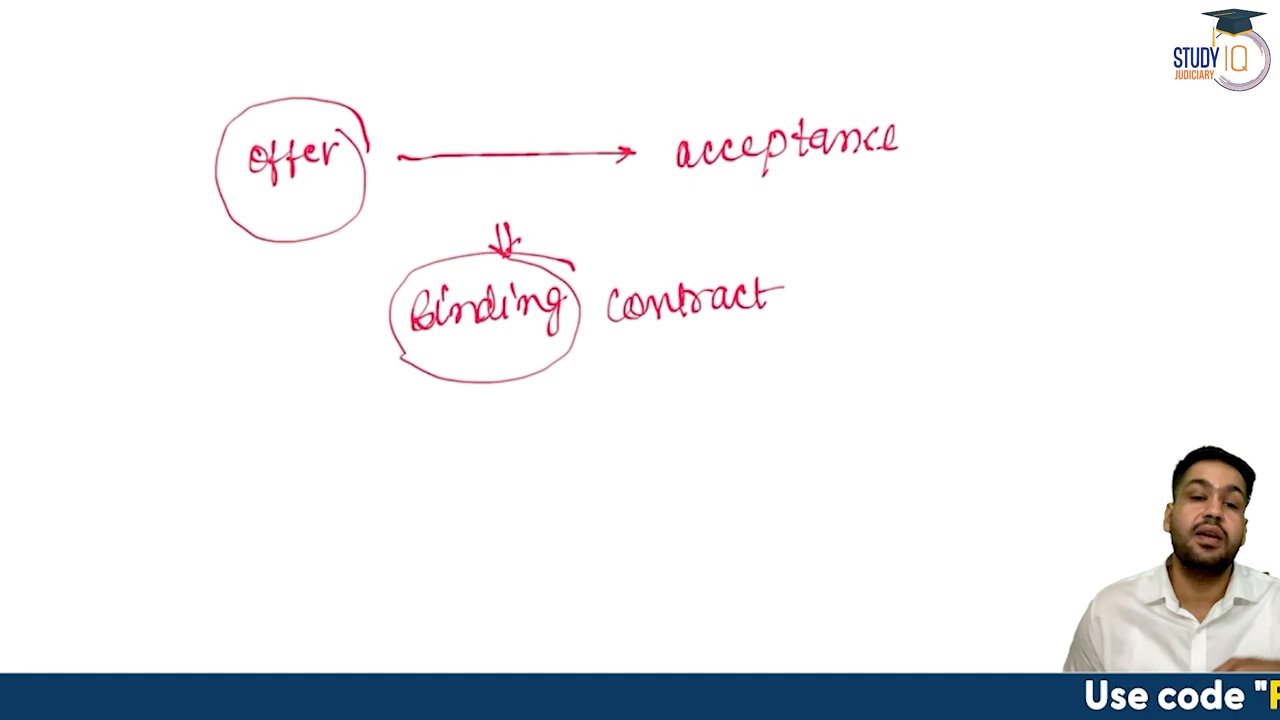 STUDY IQ
JUDICIARY
offer → acceptance
⇓
Binding contract
Use code "